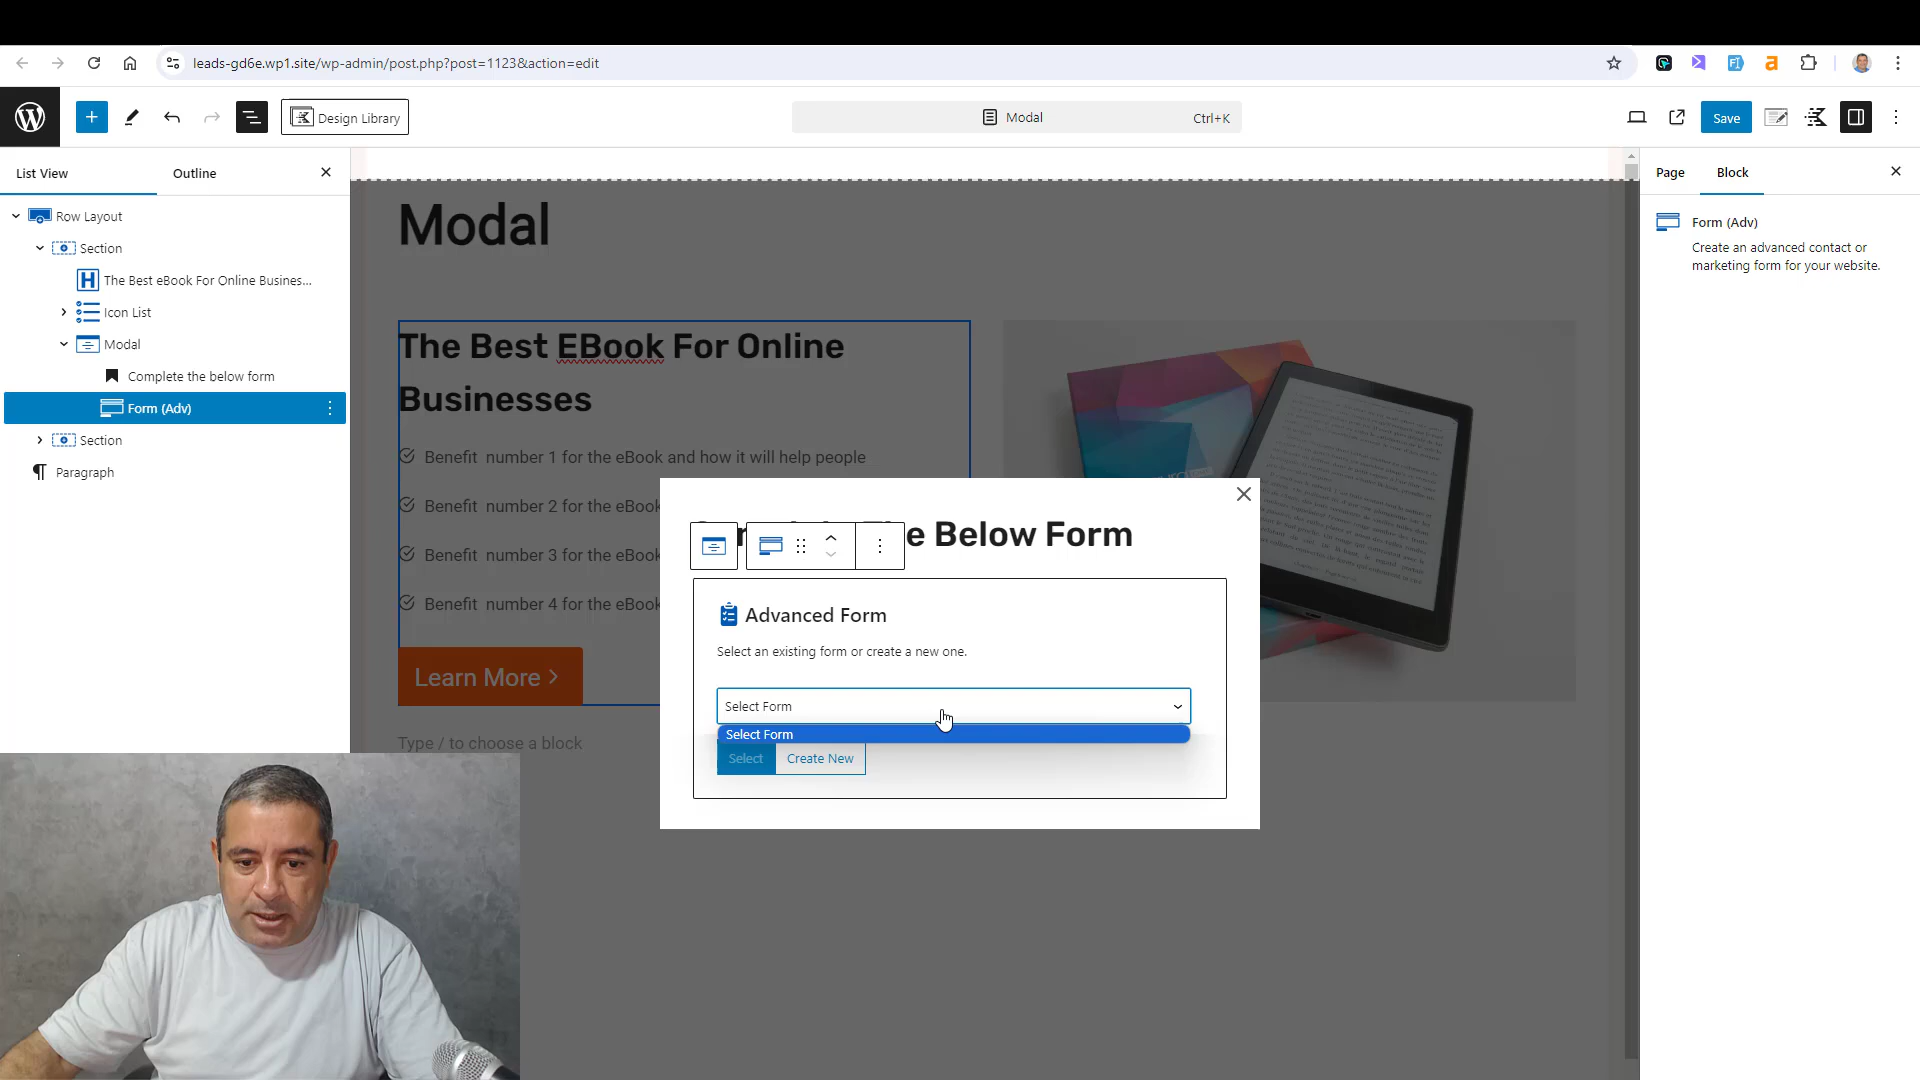 leads-gd6e.wp1.site/wp-admin/post.php?post=1123&action=edit
Design Library
Modal
Ctrl+K
Save
List View
Outline
Row Layout
Section
The Best eBook For Online Busines...
Icon List
Modal
Complete the below form
Form (Adv)
Section
Paragraph
Modal
The Best EBook For Online
Businesses
Benefit number 1 for the eBook and how it will help people
Benefit number 2 for the eBook
Benefit number 3 for the eBook
Benefit number 4 for the eBook
Learn More
Type / to choose a block
The Below Form
Advanced Form
Select an existing form or create a new one.
Select Form
Select Form
Select
Create New
Page
Block
Form (Adv)
Create an advanced contact or
marketing form for your website.